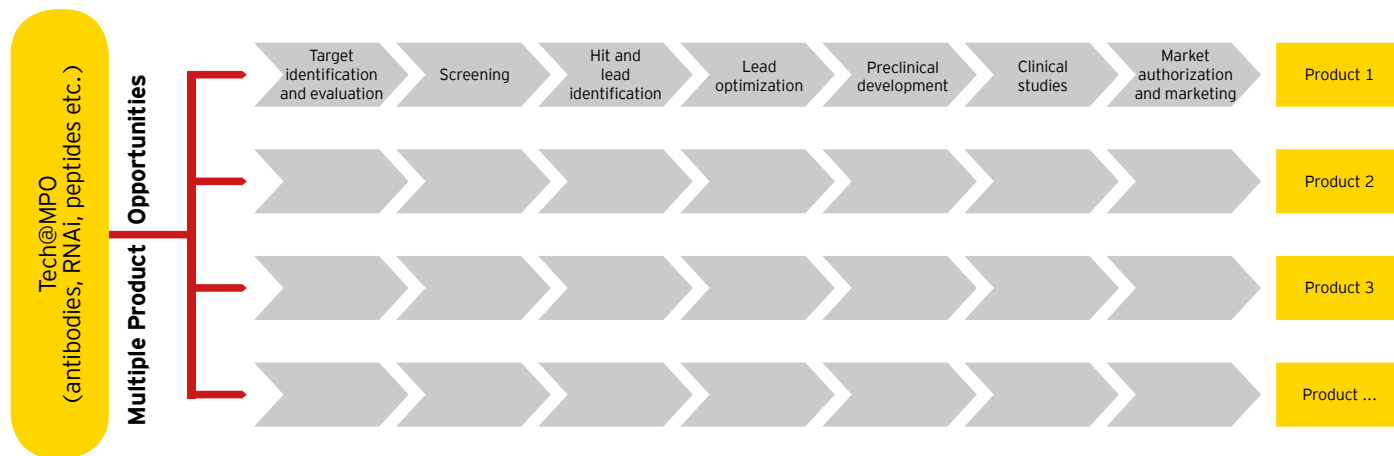 Tech@MPO
(antibodies, RNAi, peptides etc.)
Multiple Product Opportunities
Target
identification
and evaluation
Screening
Hit and
lead
identification
Lead
optimization
Preclinical
development
Clinical
studies
Market
authorization
and marketing
Product 1
Product 2
Product 3
Product ...